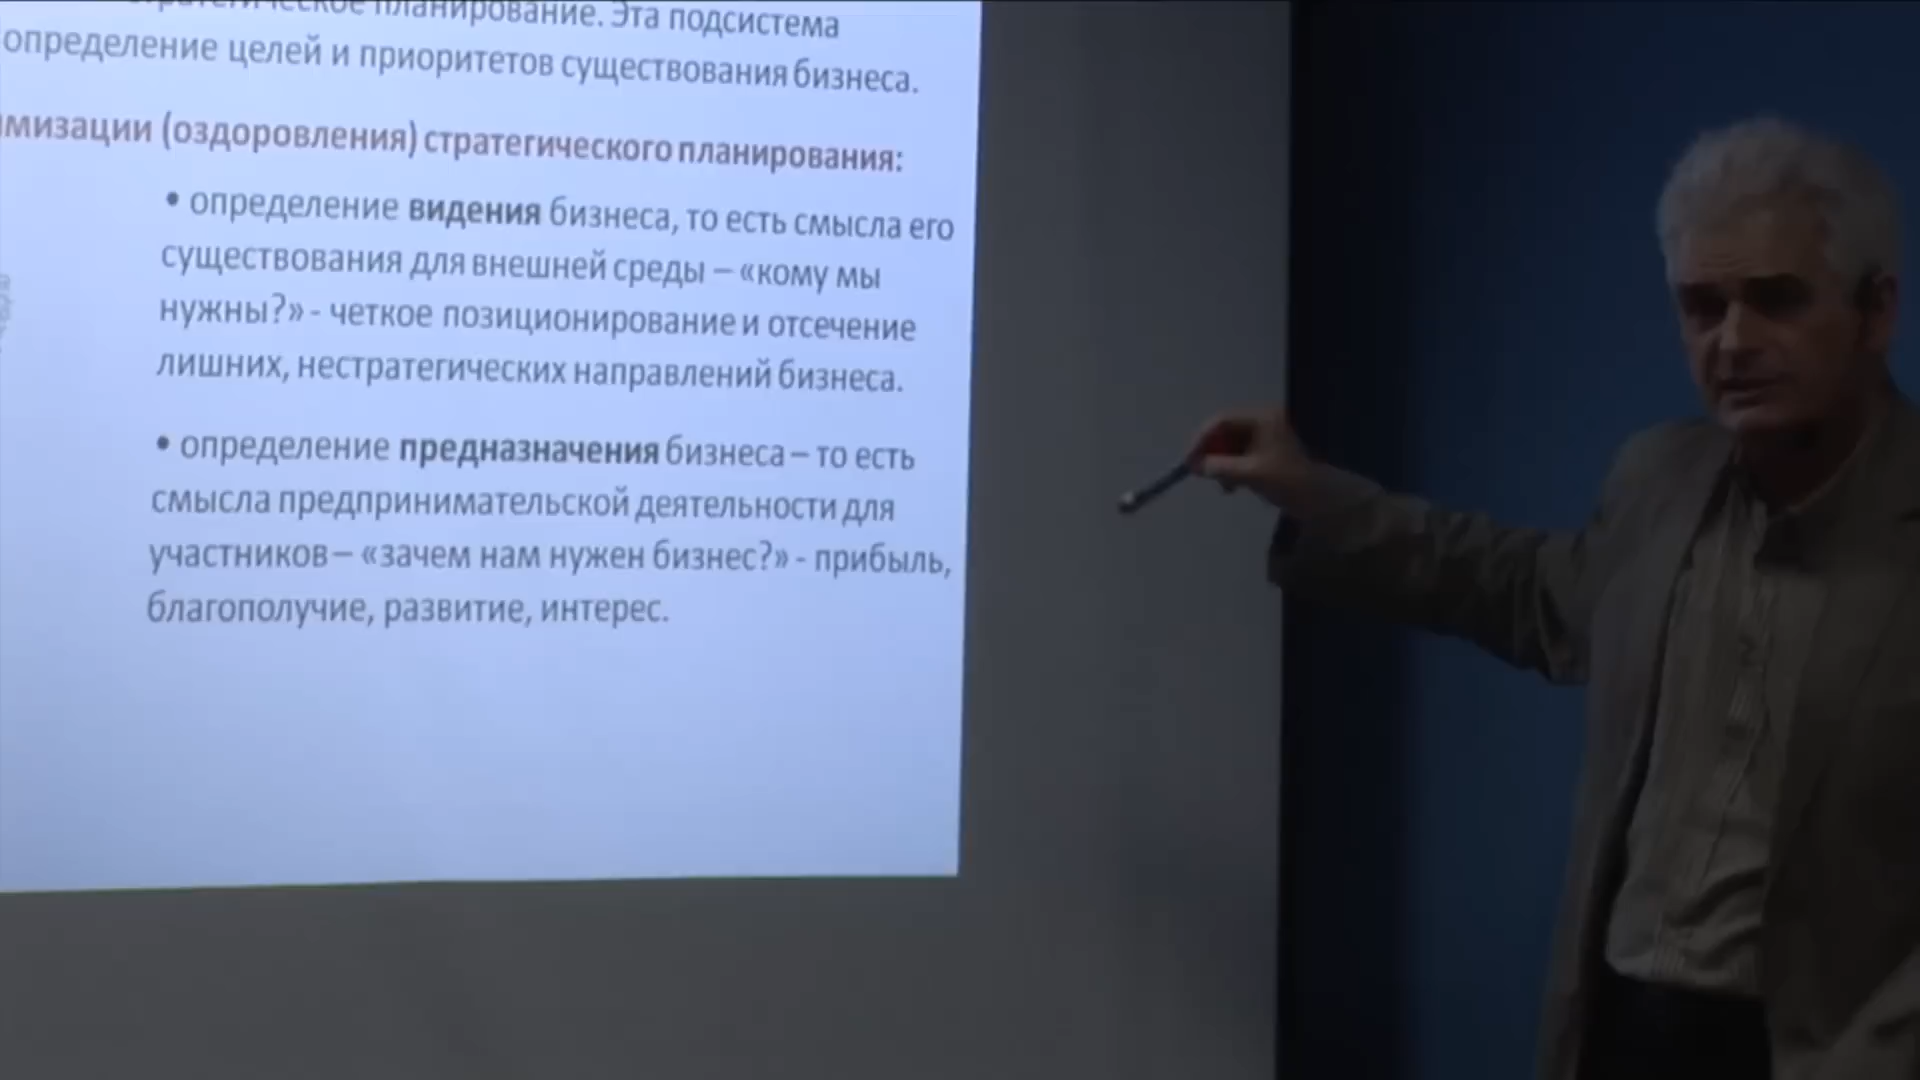 стратегическое планирование. Эта подсистема
определение целей и приоритетов существования бизнеса.
мизации (оздоровления) стратегического планирования:
• определение видения бизнеса, то есть смысла его
существования для внешней среды – «кому мы
нужны?» - четкое позиционирование и отсечение
лишних, нестратегических направлений бизнеса.
• определение предназначения бизнеса – то есть
смысла предпринимательской деятельности для
участников – «зачем нам нужен бизнес?» - прибыль,
благополучие, развитие, интерес.